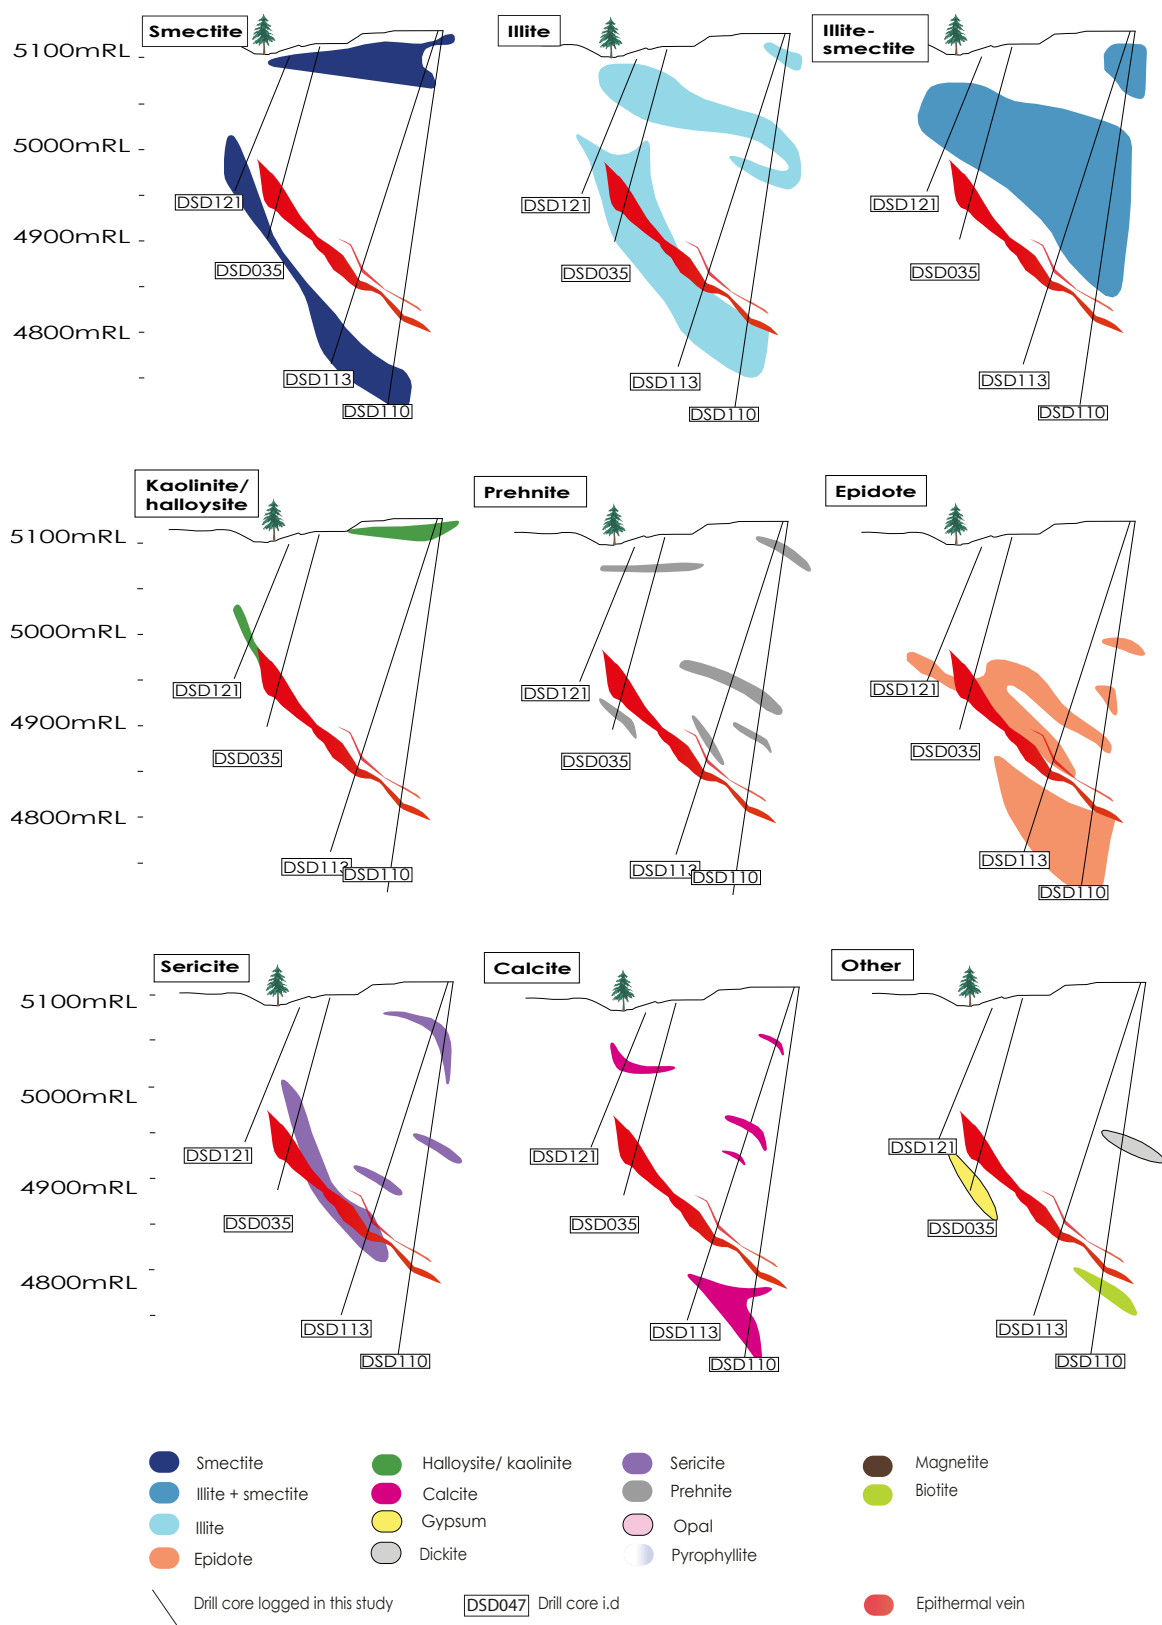 Smectite
Illite
Illite-
smectite
5100mRL
5000mRL
4900mRL
4800mRL
DSD121
DSD035
DSD113
DSD110
DSD121
DSD035
DSD113
DSD110
DSD121
DSD035
DSD113
DSD110
Kaolinite/
halloysite
Prehnite
Epidote
5100mRL
5000mRL
4900mRL
4800mRL
DSD121
DSD035
DSD113
DSD110
DSD121
DSD035
DSD113
DSD110
DSD121
DSD035
DSD113
DSD110
Sericite
Calcite
Other
5100mRL
5000mRL
4900mRL
4800mRL
DSD121
DSD035
DSD113
DSD110
DSD121
DSD035
DSD113
DSD110
DSD121
DSD035
DSD113
DSD110
Smectite
Illite + smectite
Illite
Epidote
Halloysite/ kaolinite
Calcite
Gypsum
Dickite
Sericite
Prehnite
Opal
Pyrophyllite
Magnetite
Biotite
Drill core logged in this study
DSD047 Drill core i.d
Epithermal vein